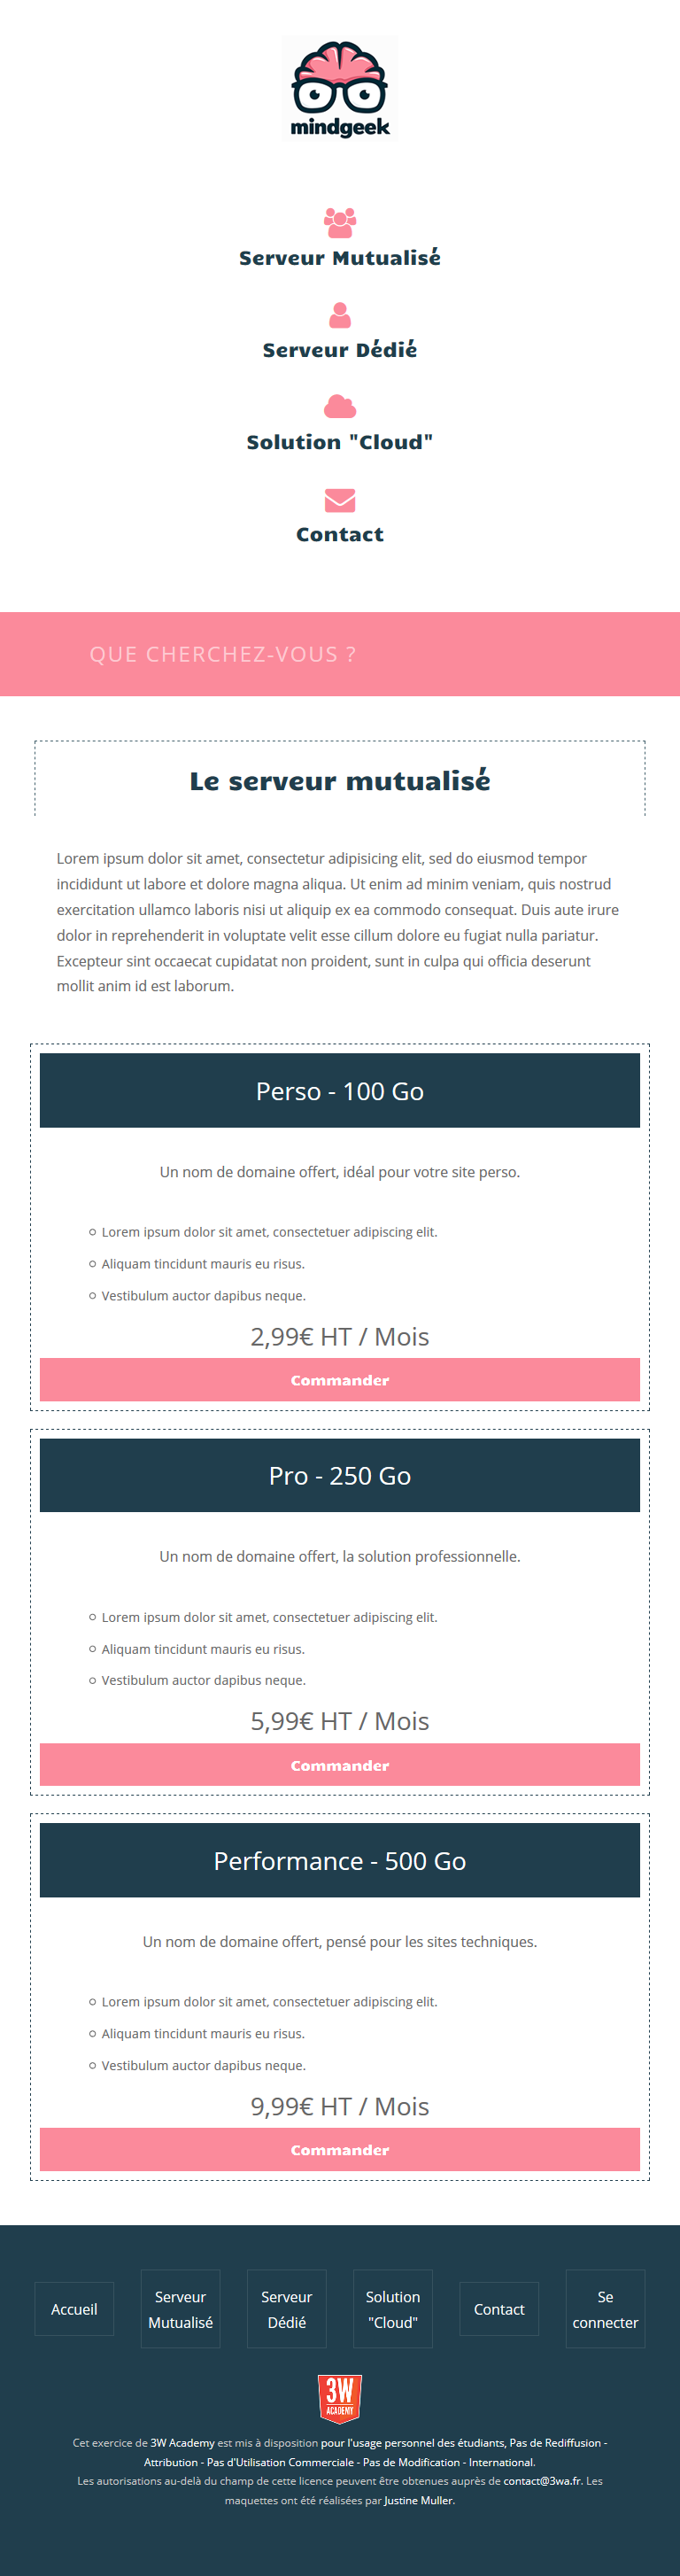 mindgeek
Serveur Mutualisé
Serveur Dédié
Solution "Cloud"
Contact
QUE CHERCHEZ-VOUS ?
Le serveur mutualisé
Lorem ipsum dolor sit amet, consectetur adipisicing elit, sed do eiusmod tempor
incididunt ut labore et dolore magna aliqua. Ut enim ad minim veniam, quis nostrud
exercitation ullamco laboris nisi ut aliquip ex ea commodo consequat. Duis aute irure
dolor in reprehenderit in voluptate velit esse cillum dolore eu fugiat nulla pariatur.
Excepteur sint occaecat cupidatat non proident, sunt in culpa qui officia deserunt
mollit anim id est laborum.
Perso - 100 Go
Un nom de domaine offert, idéal pour votre site perso.
Lorem ipsum dolor sit amet, consectetuer adipiscing elit.
Aliquam tincidunt mauris eu risus.
Vestibulum auctor dapibus neque.
2,99€ HT / Mois
Commander
Pro - 250 Go
Un nom de domaine offert, la solution professionnelle.
Lorem ipsum dolor sit amet, consectetuer adipiscing elit.
Aliquam tincidunt mauris eu risus.
Vestibulum auctor dapibus neque.
5,99€ HT / Mois
Commander
Performance - 500 Go
Un nom de domaine offert, pensé pour les sites techniques.
Lorem ipsum dolor sit amet, consectetuer adipiscing elit.
Aliquam tincidunt mauris eu risus.
Vestibulum auctor dapibus neque.
9,99€ HT / Mois
Commander
Accueil
Serveur
Mutualisé
Serveur
Dédié
Solution
"Cloud"
Contact
Se
connecter
3W
ACADEMY
Cet exercice de 3W Academy est mis à disposition pour l'usage personnel des étudiants, Pas de Rediffusion -
Attribution - Pas d'Utilisation Commerciale - Pas de Modification - International.
Les autorisations au-delà du champ de cette licence peuvent être obtenues auprès de contact@3wa.fr. Les
maquettes ont été réalisées par Justine Muller.